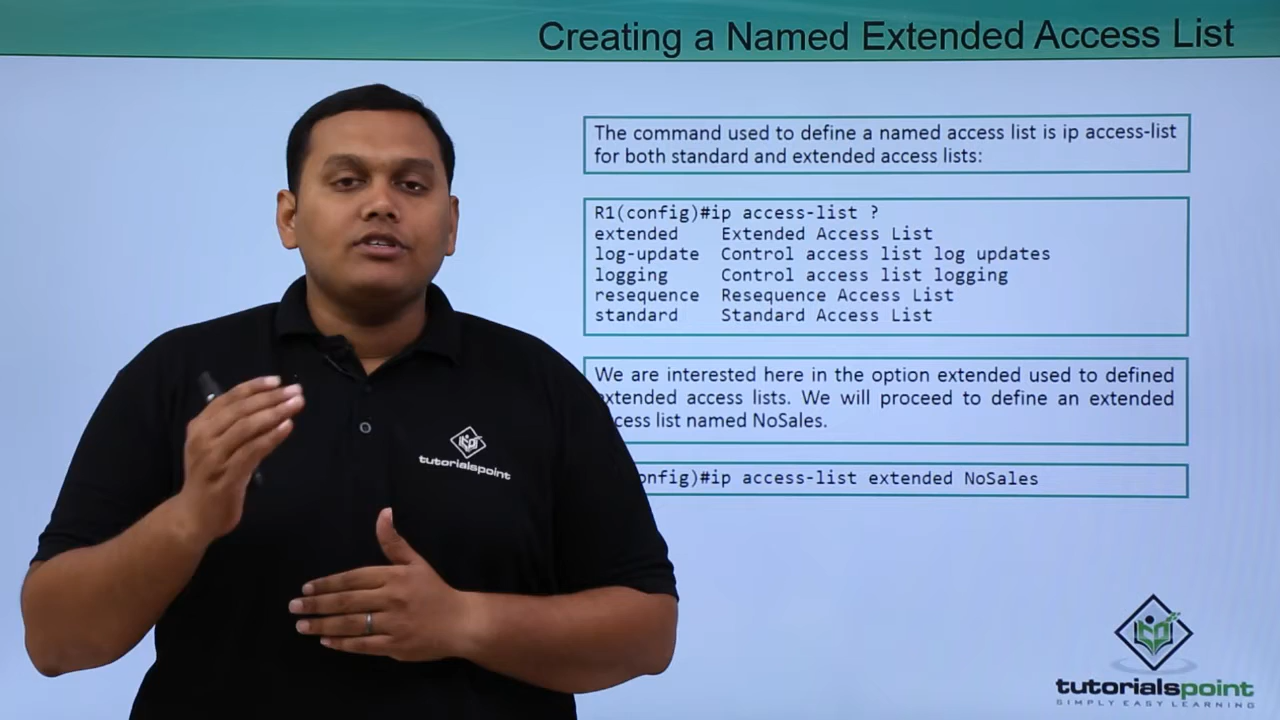 Creating a Named Extended Access List
The command used to define a named access list is ip access-list
for both standard and extended access lists:
R1(config)#ip access-list ?
extended Extended Access List
log-update Control access list log updates
logging Control access list logging
resequence Resequence Access List
standard Standard Access List
We are interested here in the option extended used to defined
extended access lists. We will proceed to define an extended
cess list named NoSales.
onfig)#ip access-list extended NoSales
tutorialspoint
tutorialspoint
SIMPLY EASY LEARNING